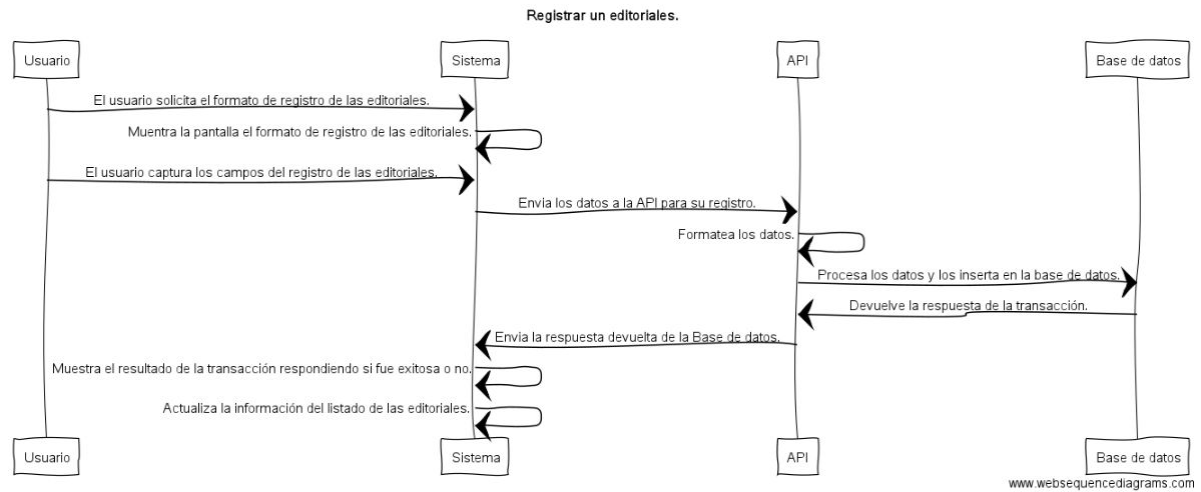 Registrar un editoriales.
Usuario
Sistema
API
Base de datos
El usuario solicita el formato de registro de las editoriales.
Muentra la pantalla el formato de registro de las editoriales.
El usuario captura los campos del registro de las editoriales.
Envia los datos a la API para su registro.
Formatea los datos.
Procesa los datos y los inserta en la base de datos.
Devuelve la respuesta de la transacción.
Envia la respuesta devuelta de la Base de datos.
Muestra el resultado de la transacción respondiendo si fue exitosa o no.
Actualiza la información del listado de las editoriales.
Usuario
Sistema
API
Base de datos
www.websequencediagrams.com